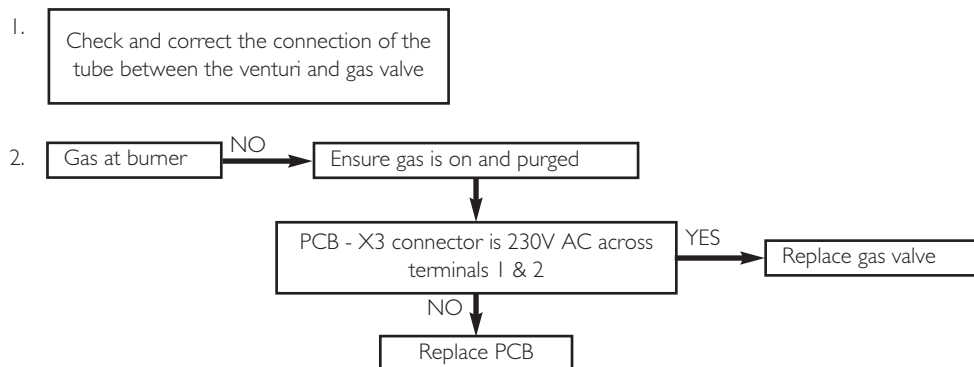 1.
Check and correct the connection of the
tube between the venturi and gas valve
2.
Gas at burner
NO
Ensure gas is on and purged
PCB - X3 connector is 230V AC across
terminals 1 & 2
YES
Replace gas valve
NO
Replace PCB